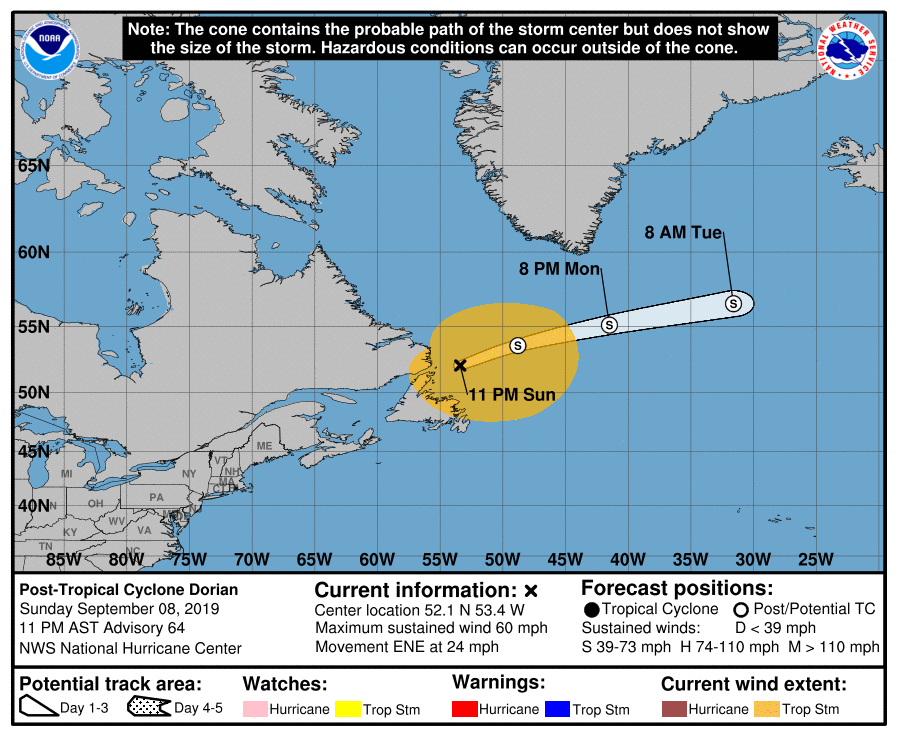 Note: The cone contains the probable path of the storm center but does not show
the size of the storm. Hazardous conditions can occur outside of the cone.
NOAA
NATIONAL WEATHER SERVICE
65N
60N
8 AM Tue
8 PM Mon
55N
S
S
S
50N
11 PM Sun
45N
40N
ME
VT
NH
MA
CT
RI
NY
MI
PA
OH
WV
VA
KY
TN
NC
85W 80W 75W 70W 65W 60W 55W 50W 45W 40W 35W 30W 25W
Post-Tropical Cyclone Dorian
Sunday September 08, 2019
11 PM AST Advisory 64
NWS National Hurricane Center
Current information: ×
Center location 52.1 N 53.4 W
Maximum sustained wind 60 mph
Movement ENE at 24 mph
Forecast positions:
Tropical Cyclone Post/Potential TC
Sustained winds: D < 39 mph
S 39-73 mph H 74-110 mph M > 110 mph
Potential track area:
Day 1-3 Day 4-5
Watches:
Hurricane Trop Stm
Warnings:
Hurricane Trop Stm
Current wind extent:
Hurricane Trop Stm